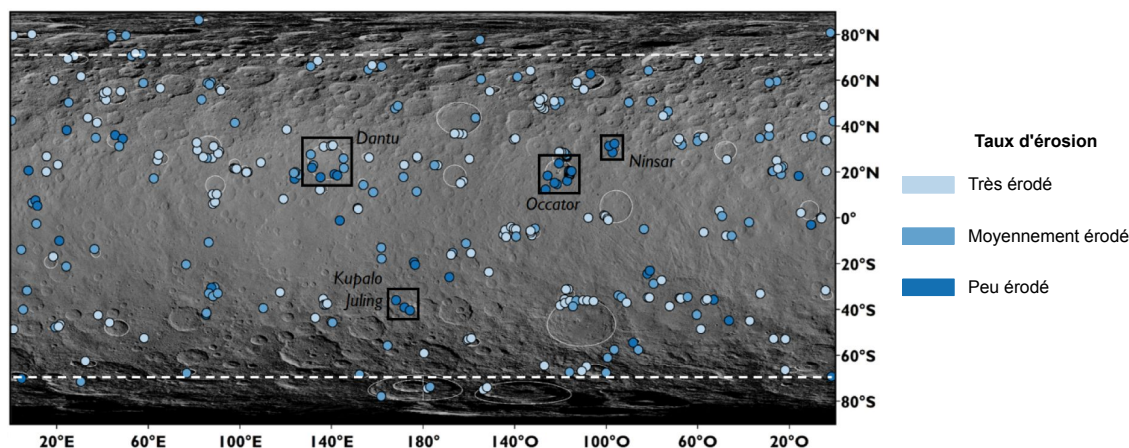 80°N
60°N
40°N
20°N
0°
20°S
40°S
60°S
80°S
Dantu
Ninsar
Occator
Kupalo
Juling
20°E
60°E
100°E
140°E
180°
140°O
100°O
60°O
20°O
Taux d'érosion
Très érodé
Moyennement érodé
Peu érodé